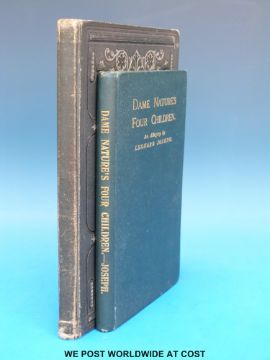 DAME NATURE'S
FOUR CHILDREN.
An Allegory by
LEONARD JOSEPH.
DAME NATURE'S FOUR CHILDREN.—JOSEPH.
WE POST WORLDWIDE AT COST